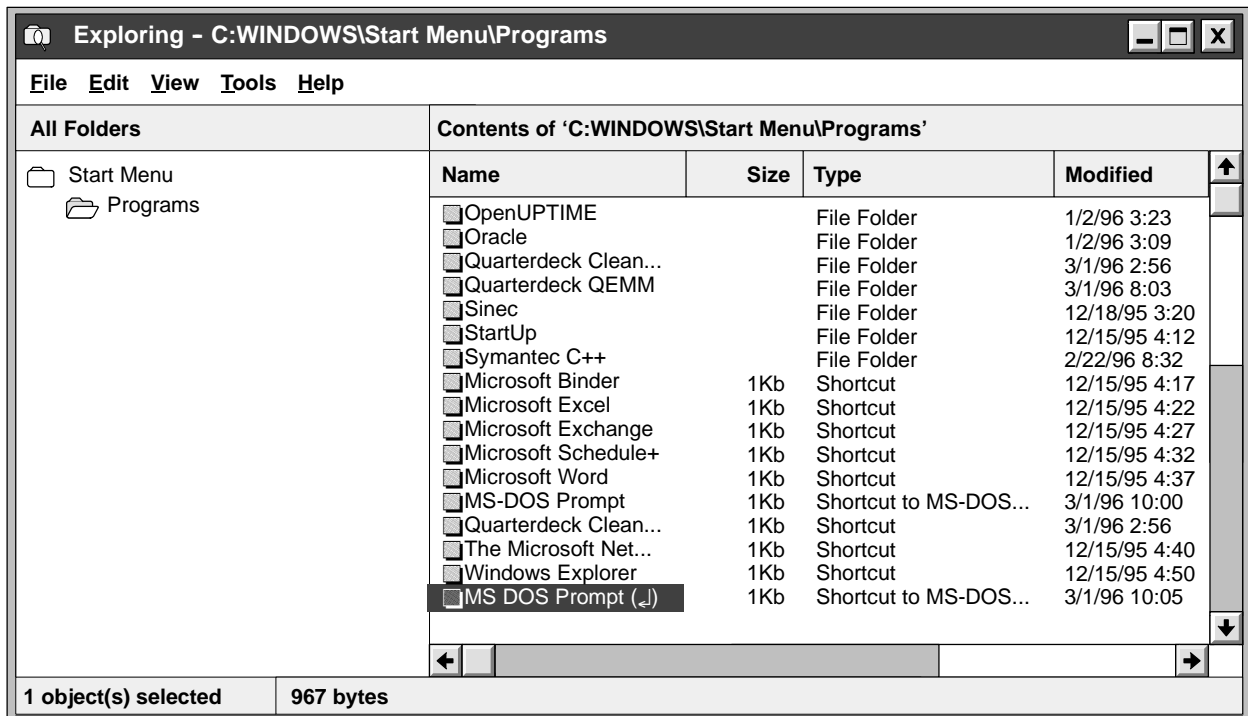 Exploring – C:WINDOWS\Start Menu\Programs
File Edit View Tools Help
All Folders
Contents of ‘C:WINDOWS\Start Menu\Programs’
Start Menu
Programs
Name Size Type Modified
OpenUPTIME File Folder 1/2/96 3:23
Oracle File Folder 1/2/96 3:09
Quarterdeck Clean... File Folder 3/1/96 2:56
Quarterdeck QEMM File Folder 3/1/96 8:03
Sinec File Folder 12/18/95 3:20
StartUp File Folder 12/15/95 4:12
Symantec C++ File Folder 2/22/96 8:32
Microsoft Binder 1Kb Shortcut 12/15/95 4:17
Microsoft Excel 1Kb Shortcut 12/15/95 4:22
Microsoft Exchange 1Kb Shortcut 12/15/95 4:27
Microsoft Schedule+ 1Kb Shortcut 12/15/95 4:32
Microsoft Word 1Kb Shortcut 12/15/95 4:37
MS-DOS Prompt 1Kb Shortcut to MS-DOS... 3/1/96 10:00
Quarterdeck Clean... 1Kb Shortcut 3/1/96 2:56
The Microsoft Net... 1Kb Shortcut 12/15/95 4:40
Windows Explorer 1Kb Shortcut 12/15/95 4:50
MS DOS Prompt (↲) 1Kb Shortcut to MS-DOS... 3/1/96 10:05
1 object(s) selected 967 bytes